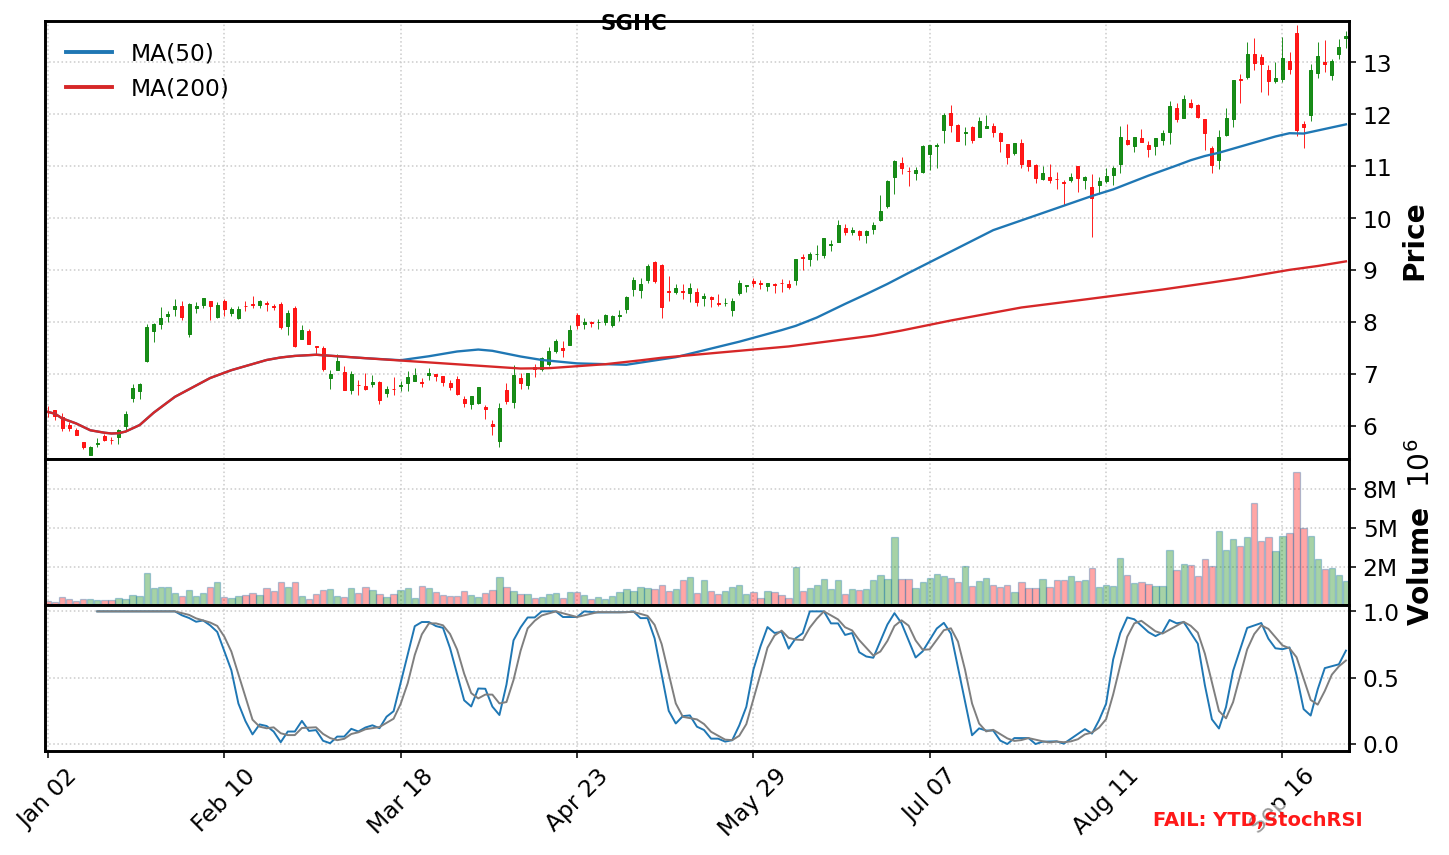 SGHC
MA(50)
MA(200)
13
12
11
10
9
8
7
6
Price
8M
5M
2M
Volume 10⁶
1.0
0.5
0.0
Jan 02
Feb 10
Mar 18
Apr 23
May 29
Jul 07
Aug 11
Sep 16
FAIL: YTD,StochRSI